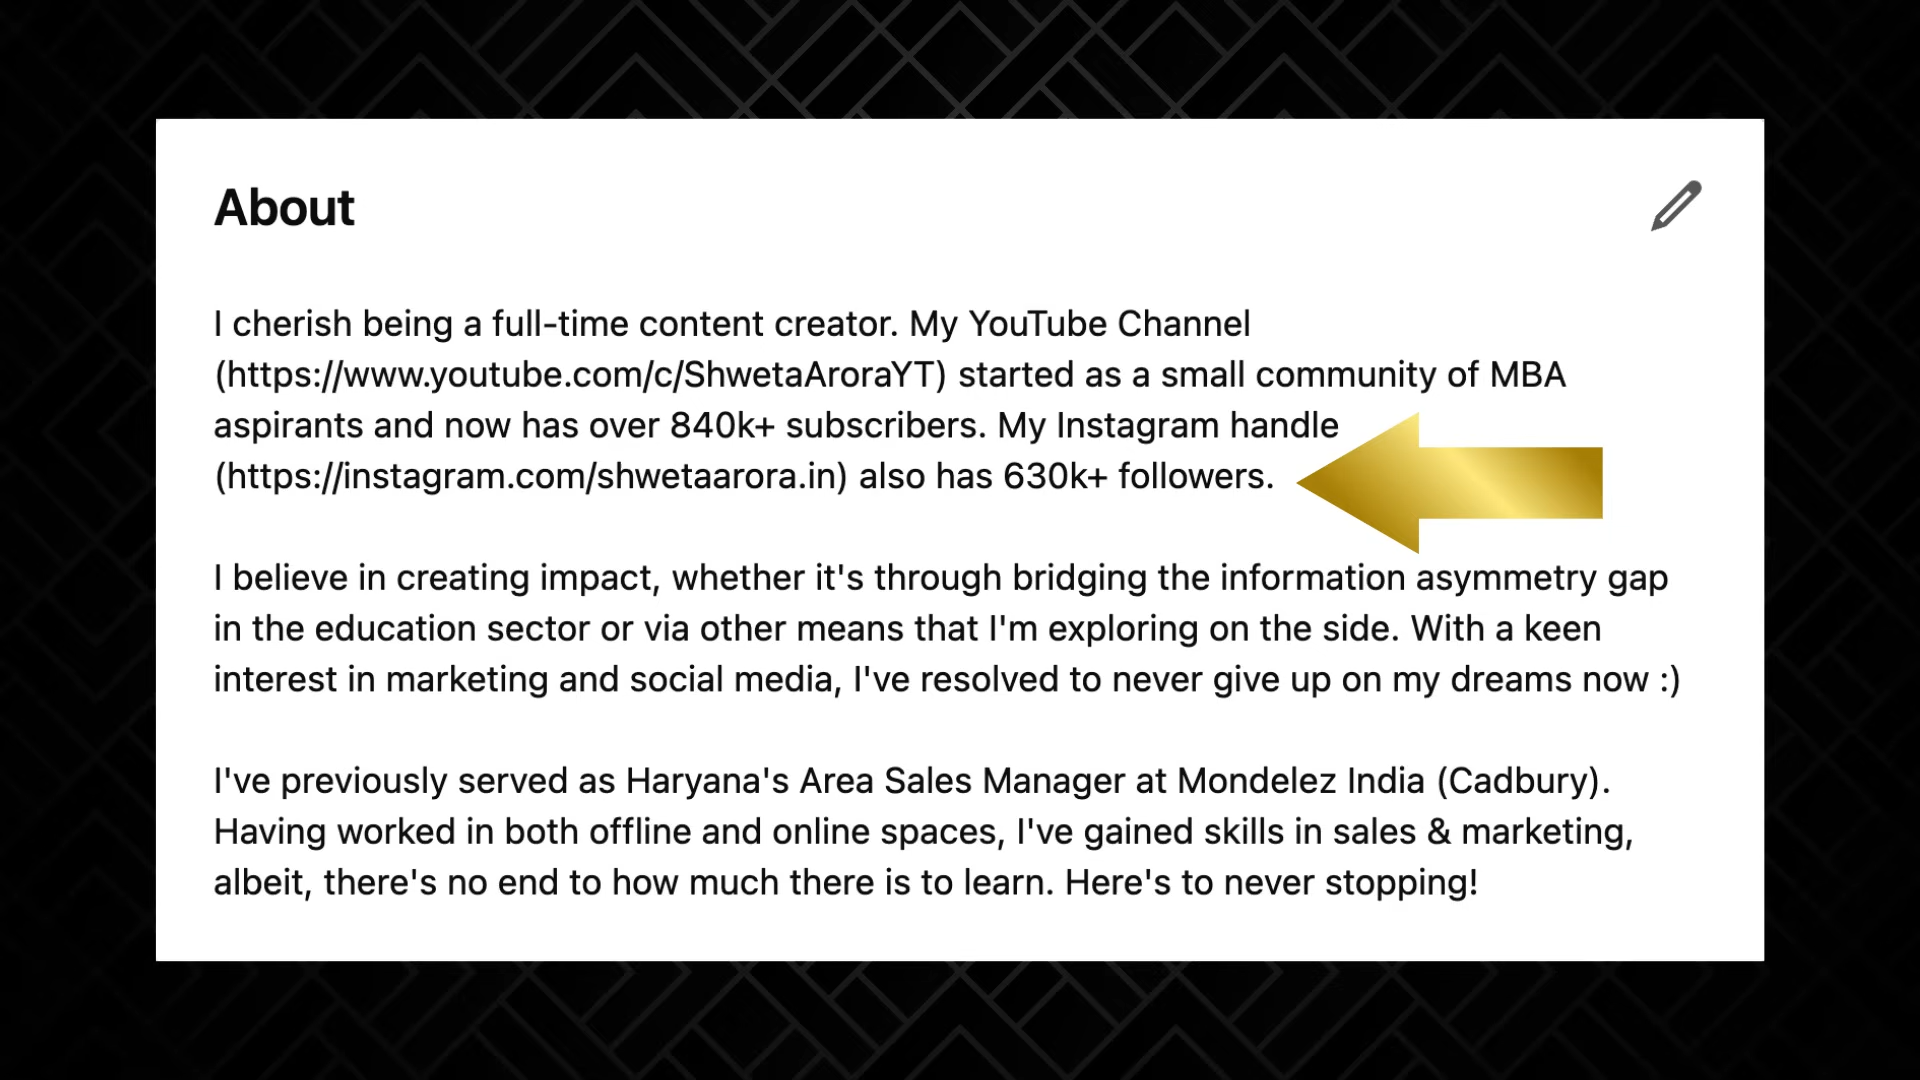 About
I cherish being a full-time content creator. My YouTube Channel
(https://www.youtube.com/c/ShwetaAroraYT) started as a small community of MBA
aspirants and now has over 840k+ subscribers. My Instagram handle
(https://instagram.com/shwetaarora.in) also has 630k+ followers.
I believe in creating impact, whether it's through bridging the information asymmetry gap
in the education sector or via other means that I'm exploring on the side. With a keen
interest in marketing and social media, I've resolved to never give up on my dreams now :)
I've previously served as Haryana's Area Sales Manager at Mondelez India (Cadbury).
Having worked in both offline and online spaces, I've gained skills in sales & marketing,
albeit, there's no end to how much there is to learn. Here's to never stopping!